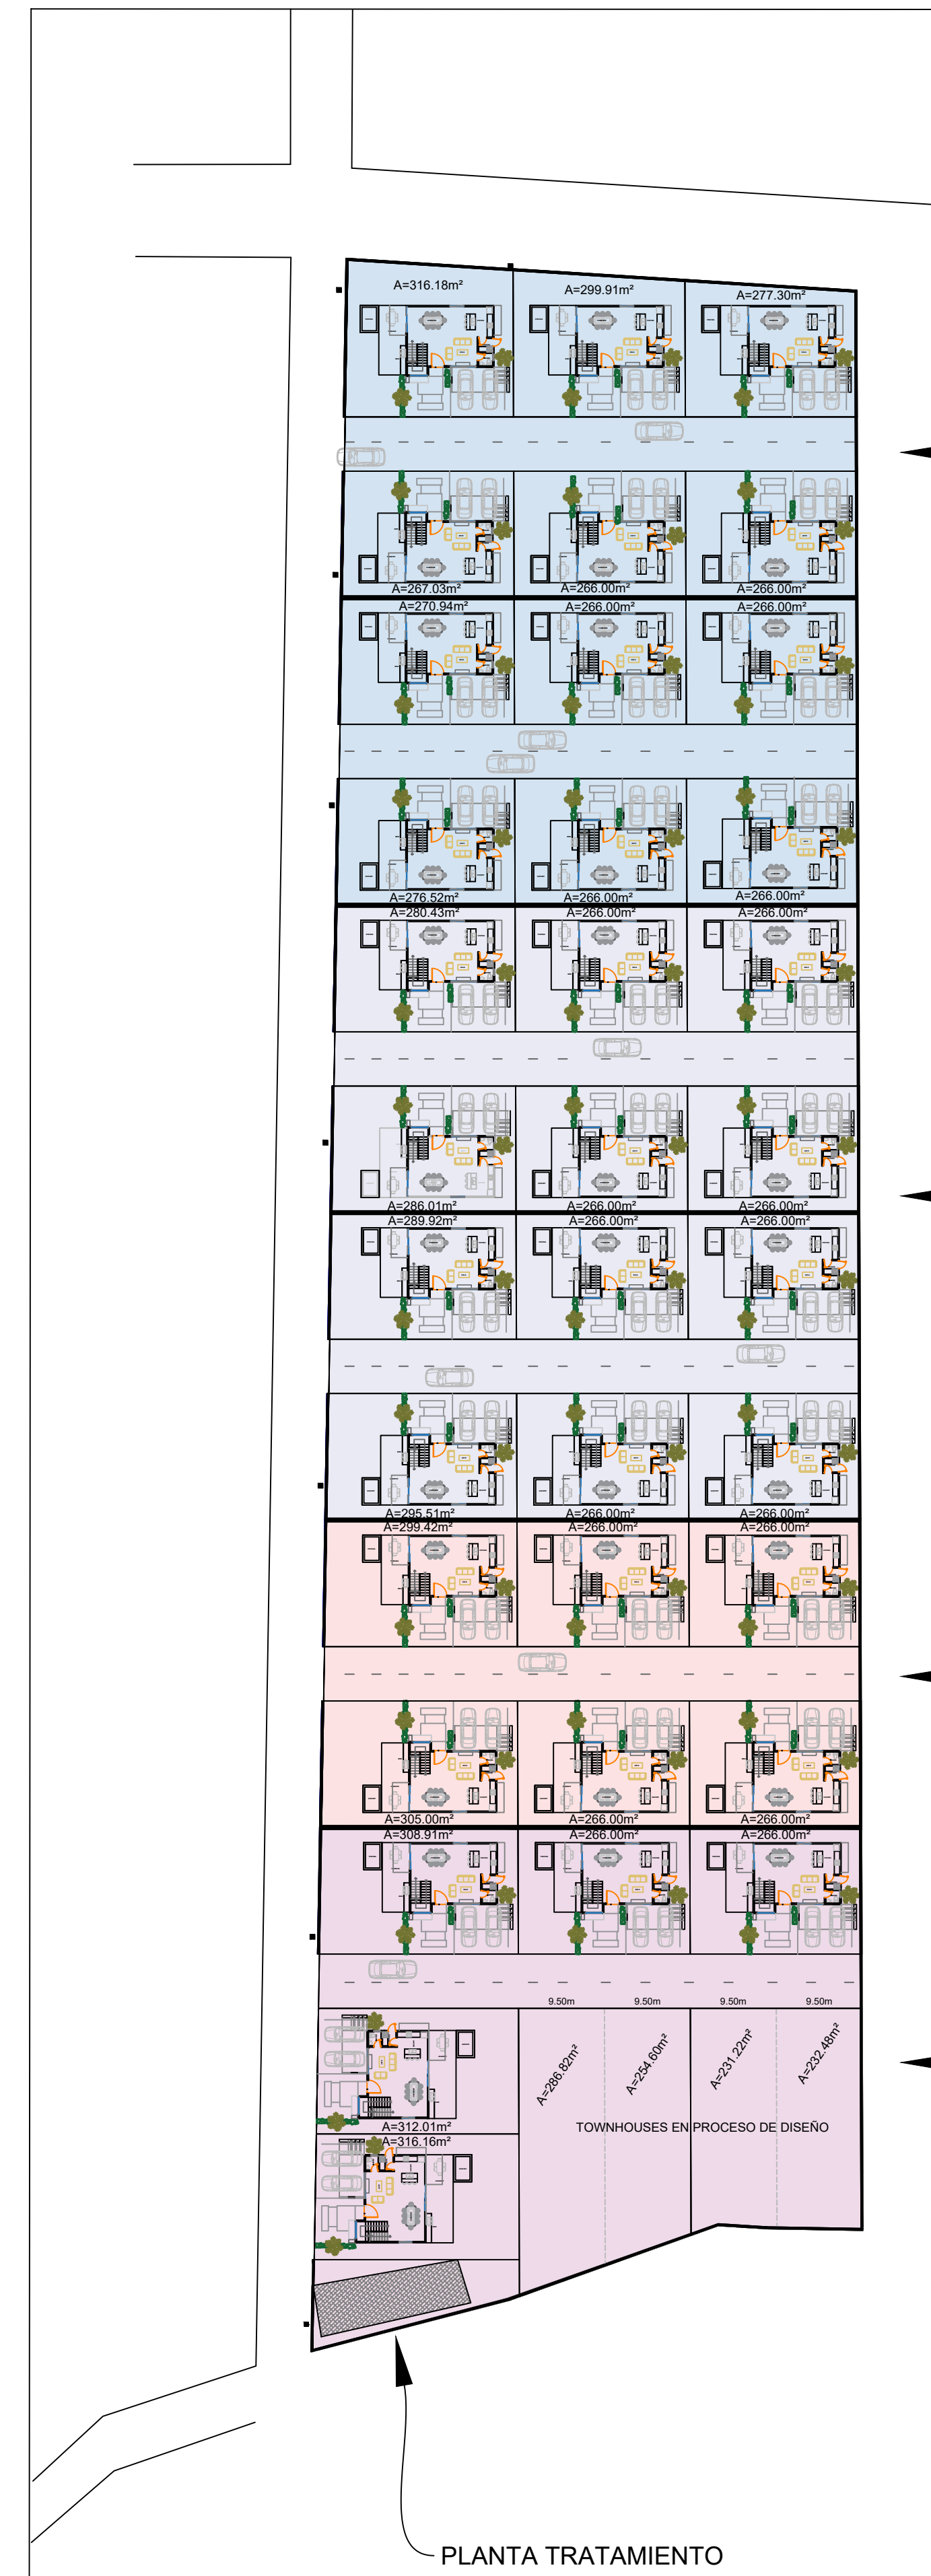 A=316.18m²
A=299.91m²
A=277.30m²
A=267.03m²
A=266.00m²
A=266.00m²
A=270.94m²
A=266.00m²
A=266.00m²
A=276.52m²
A=266.00m²
A=266.00m²
A=280.43m²
A=266.00m²
A=266.00m²
A=286.01m²
A=266.00m²
A=266.00m²
A=289.92m²
A=266.00m²
A=266.00m²
A=295.51m²
A=266.00m²
A=266.00m²
A=299.42m²
A=266.00m²
A=266.00m²
A=305.00m²
A=266.00m²
A=266.00m²
A=308.91m²
A=266.00m²
A=266.00m²
9.50m
9.50m
9.50m
9.50m
A=286.82m²
A=254.60m²
A=231.22m²
A=232.48m²
TOWNHOUSES EN PROCESO DE DISEÑO
A=312.01m²
A=316.16m²
PLANTA TRATAMIENTO